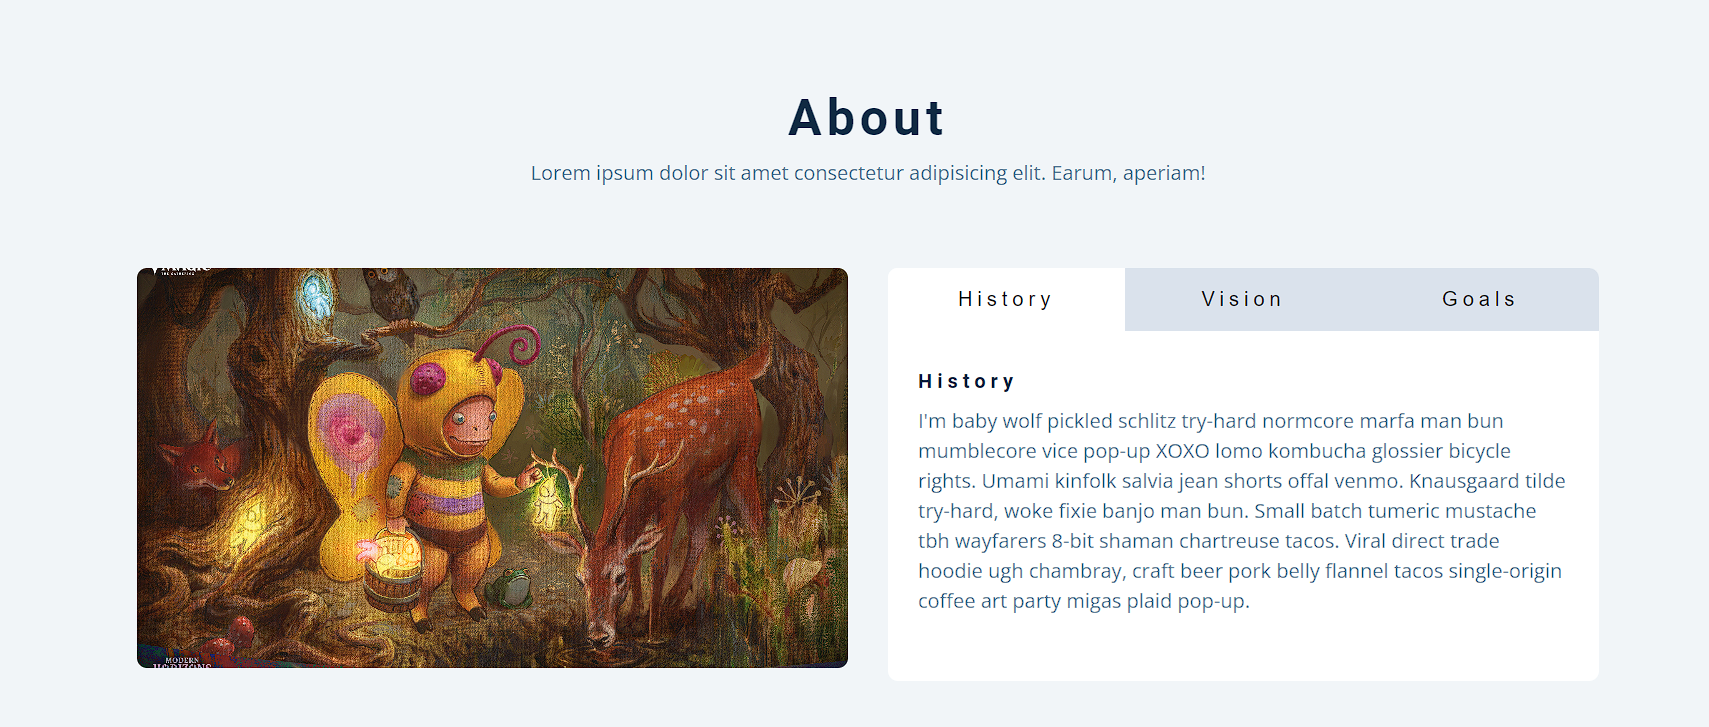 About
Lorem ipsum dolor sit amet consectetur adipisicing elit. Earum, aperiam!
MAGIC
THE GATHERING
MODERN
HORIZONS
History Vision Goals
History
I'm baby wolf pickled schlitz try-hard normcore marfa man bun
mumblecore vice pop-up XOXO lomo kombucha glossier bicycle
rights. Umami kinfolk salvia jean shorts offal venmo. Knausgaard tilde
try-hard, woke fixie banjo man bun. Small batch tumeric mustache
tbh wayfarers 8-bit shaman chartreuse tacos. Viral direct trade
hoodie ugh chambray, craft beer pork belly flannel tacos single-origin
coffee art party migas plaid pop-up.